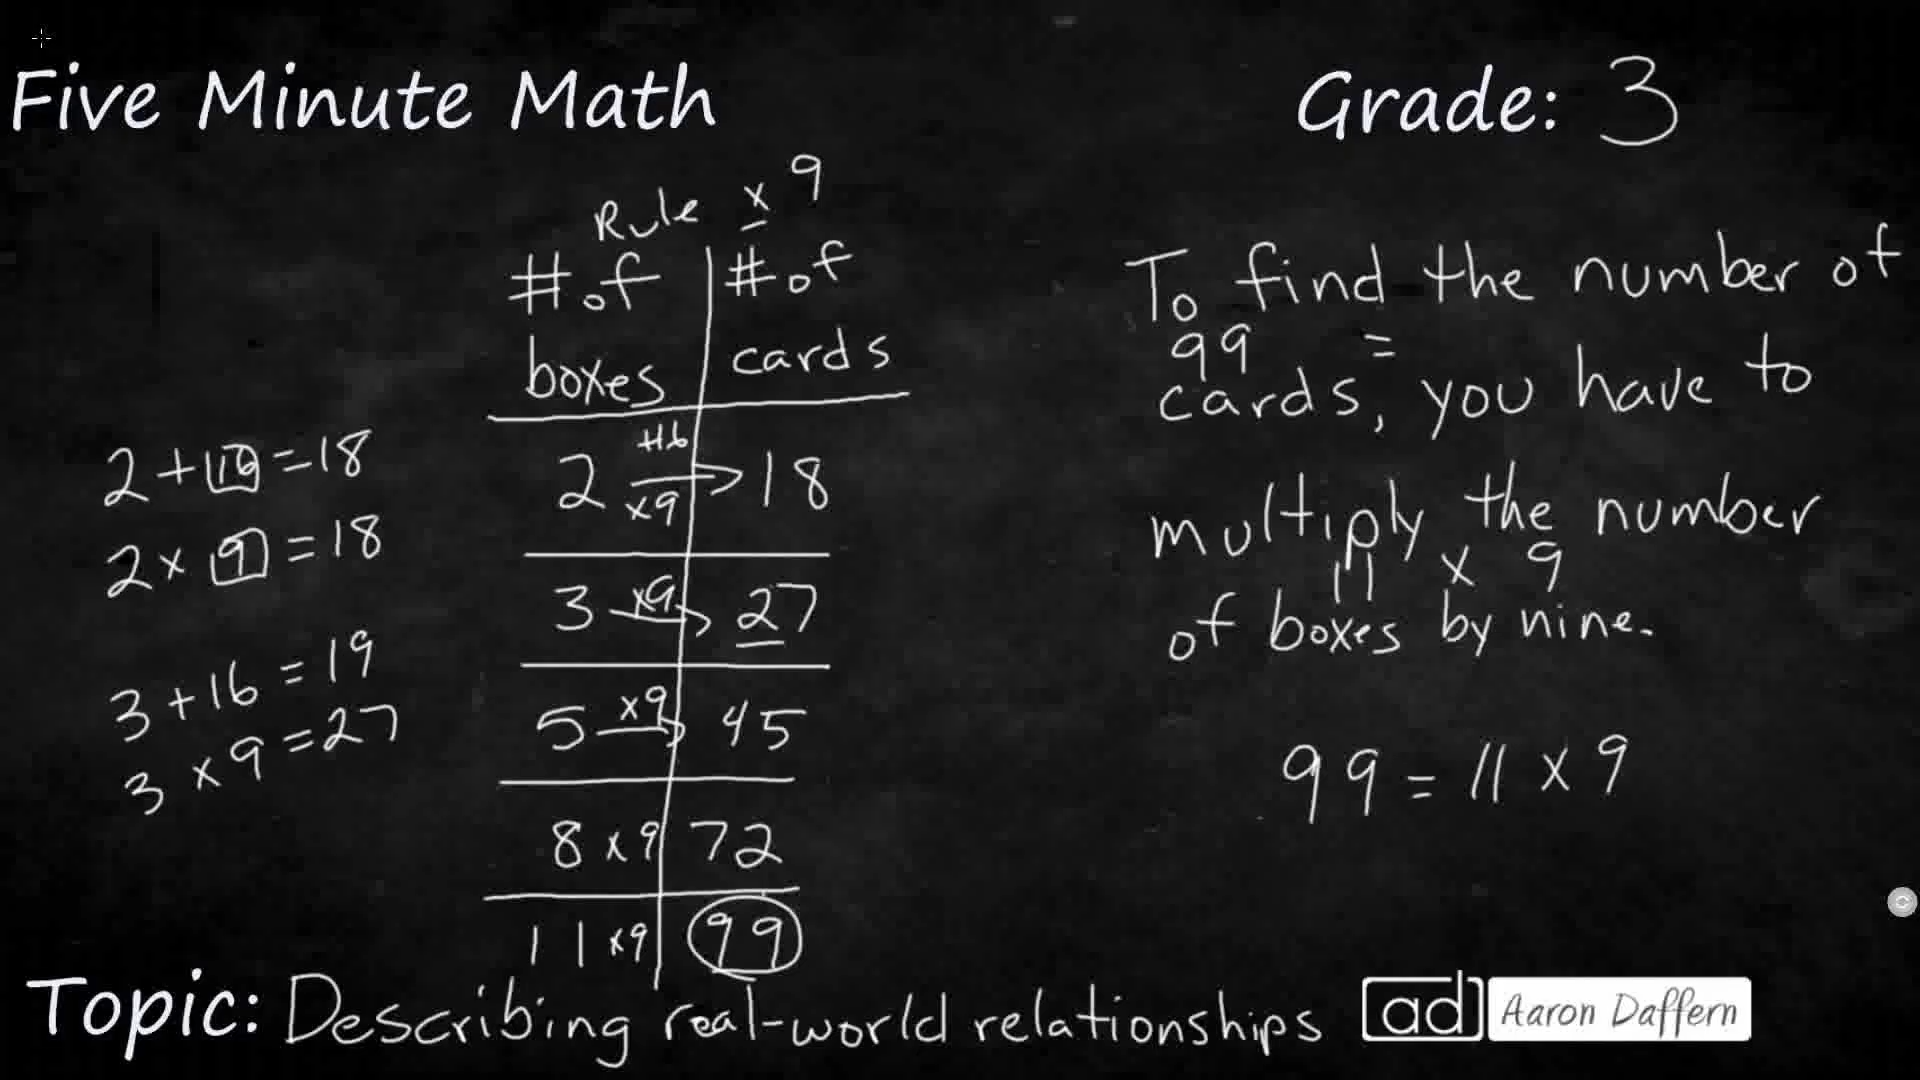 Five Minute Math
Grade: 3
Rule x 9
# of boxes | # of cards
2 +16 x9 → 18
3 x9 → 27
5 x9 → 45
8 x9 72
11 x9 99
2 + 16 = 18
2 x 9 = 18
3 + 16 = 19
3 x 9 = 27
To find the number of
99 =
cards, you have to
multiply the number
11 x 9
of boxes by nine.
99 = 11 x 9
Topic: Describing real-world relationships
ad Aaron Daffern